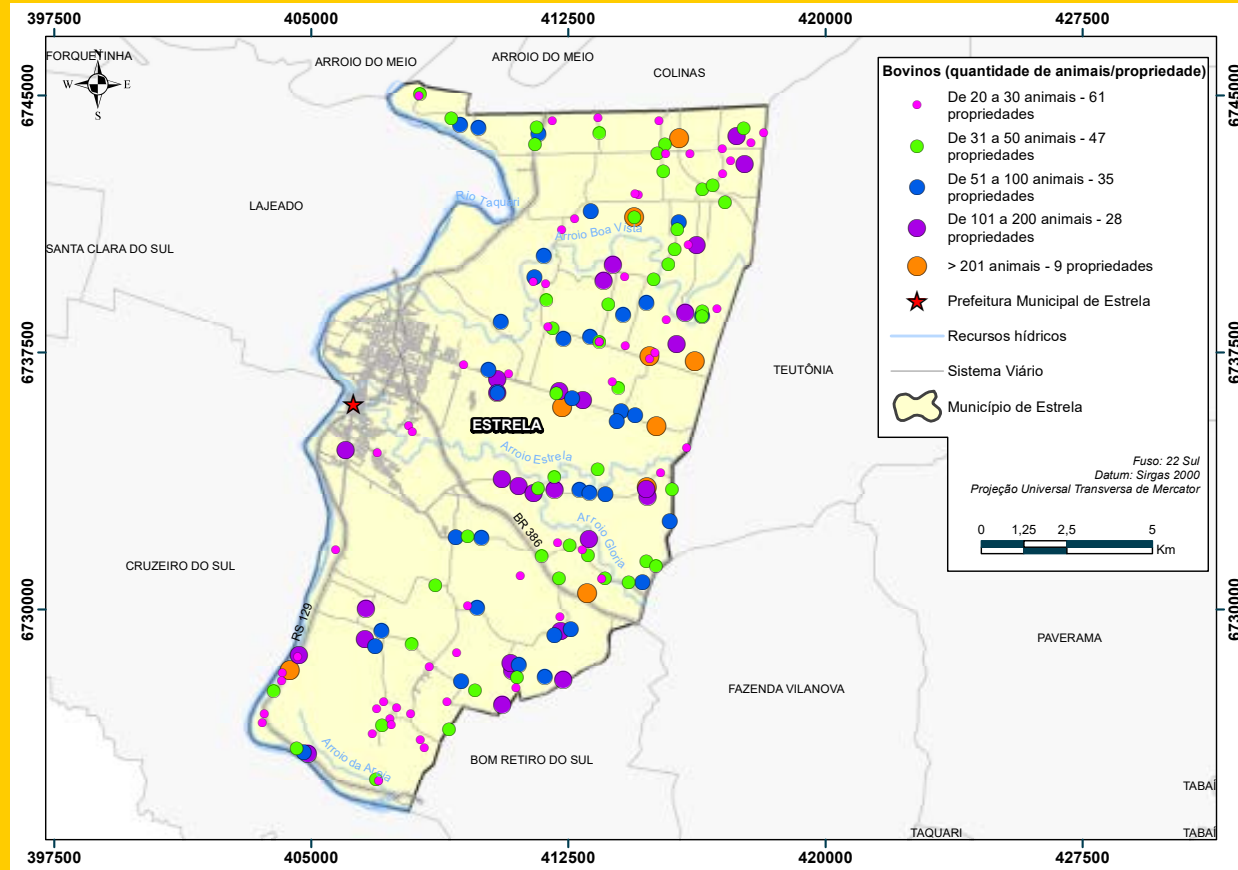 397500
405000
412500
420000
427500
6745000
6745000
FORQUETINHA
ARROIO DO MEIO
ARROIO DO MEIO
COLINAS
N
W
E
S
Bovinos (quantidade de animais/propriedade)
De 20 a 30 animais - 61
propriedades
De 31 a 50 animais - 47
propriedades
De 51 a 100 animais - 35
propriedades
De 101 a 200 animais - 28
propriedades
> 201 animais - 9 propriedades
Prefeitura Municipal de Estrela
Recursos hídricos
Sistema Viário
Município de Estrela
Fuso: 22 Sul
Datum: Sirgas 2000
Projeção Universal Transversa de Mercator
0 1,25 2,5 5
Km
LAJEADO
Rio Taquari
SANTA CLARA DO SUL
Arroio Boa Vista
6737500
6737500
TEUTÔNIA
ESTRELA
Arroio Estrela
BR 386
Arroio Gloria
CRUZEIRO DO SUL
6730000
6730000
RS 129
PAVERAMA
FAZENDA VILANOVA
Arroio da Areia
BOM RETIRO DO SUL
TABAÍ
TAQUARI
TABAÍ
397500
405000
412500
420000
427500